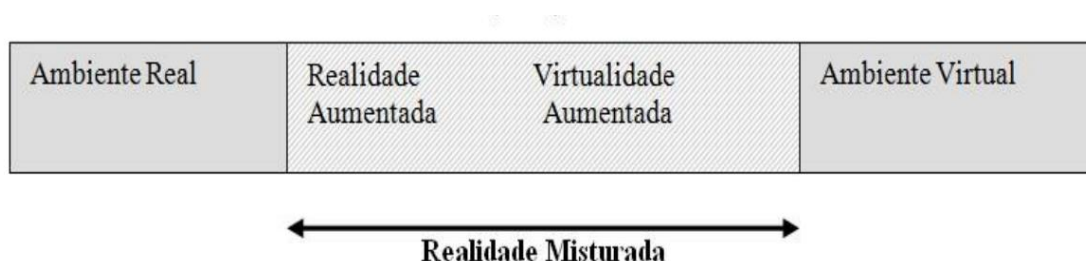 Ambiente Real
Realidade
Aumentada
Virtualidade
Aumentada
Ambiente Virtual
Realidade Misturada